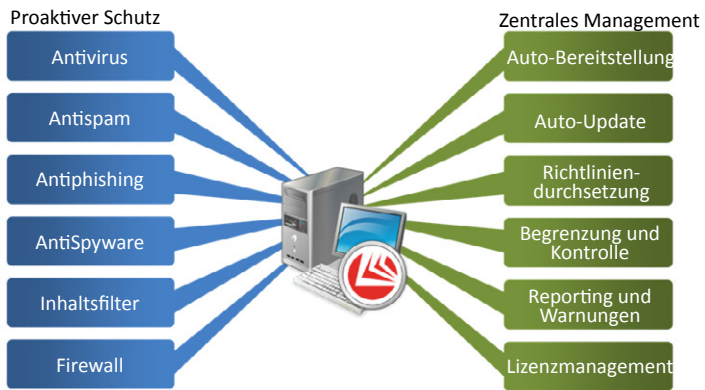 Proaktiver Schutz
Antivirus
Antispam
Antiphishing
AntiSpyware
Inhaltsfilter
Firewall
Zentrales Management
Auto-Bereitstellung
Auto-Update
Richtlinien-
durchsetzung
Begrenzung und
Kontrolle
Reporting und
Warnungen
Lizenzmanagement